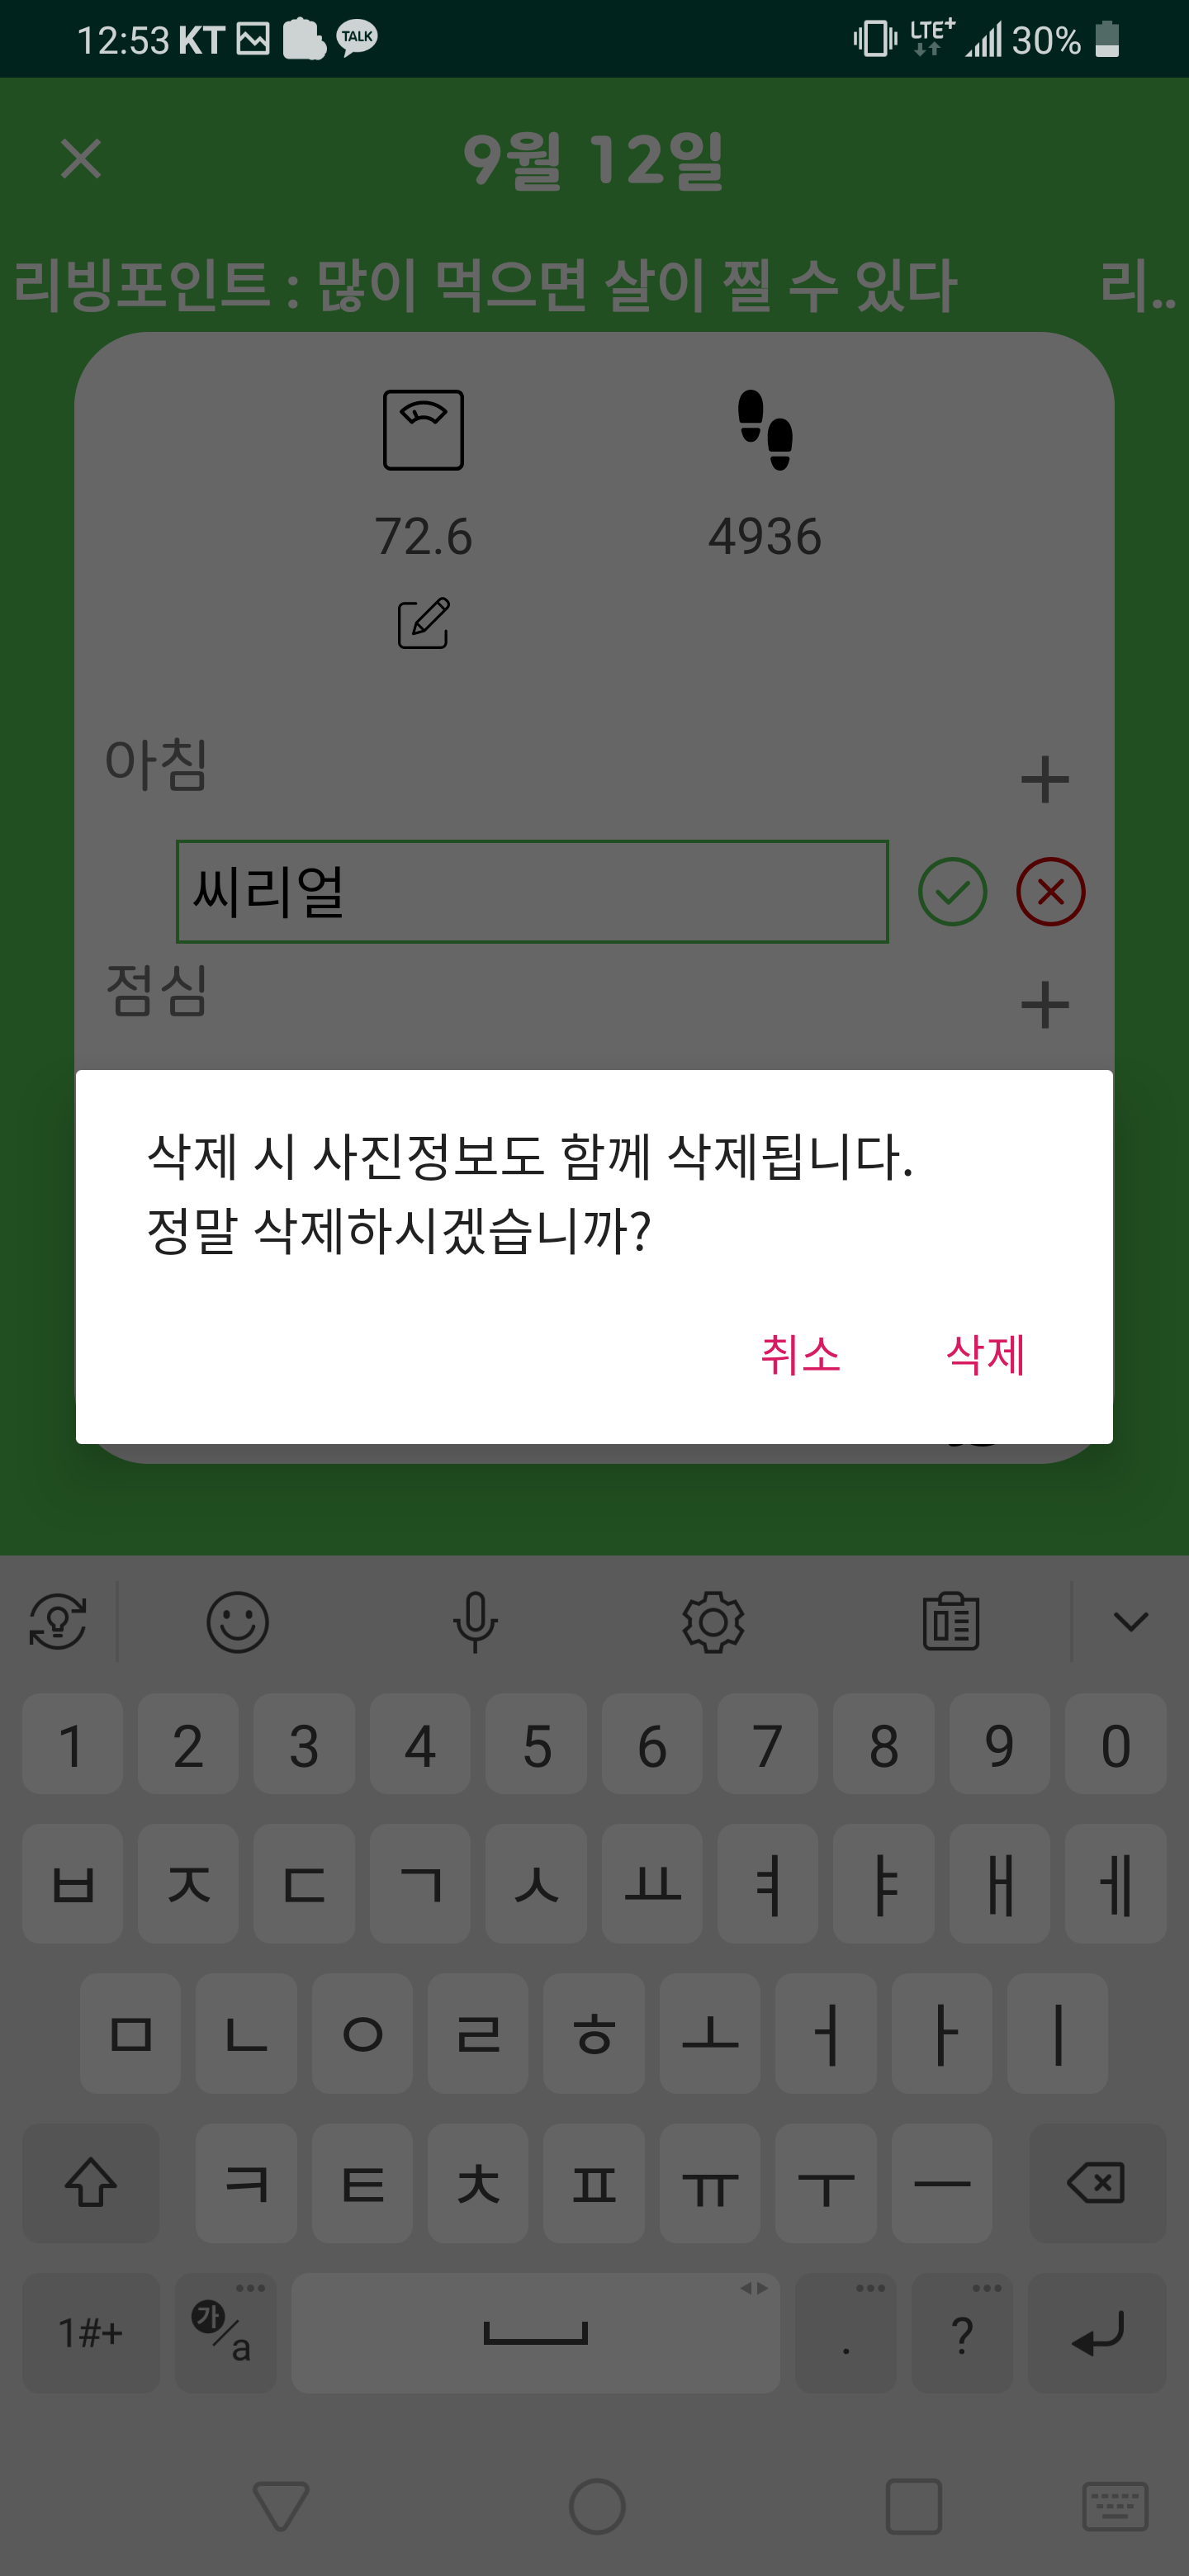 12:53 KT TALK LTE+ 30%
9월 12일
리빙포인트 : 많이 먹으면 살이 찔 수 있다 리..
72.6 4936
아침
씨리얼
점심
삭제 시 사진정보도 함께 삭제됩니다.
정말 삭제하시겠습니까?
취소 삭제
1 2 3 4 5 6 7 8 9 0
ㅂ ㅈ ㄷ ㄱ ㅅ ㅛ ㅕ ㅑ ㅐ ㅔ
ㅁ ㄴ ㅇ ㄹ ㅎ ㅗ ㅓ ㅏ ㅣ
ㅋ ㅌ ㅊ ㅍ ㅠ ㅜ ㅡ
1#+ 가/a . ?